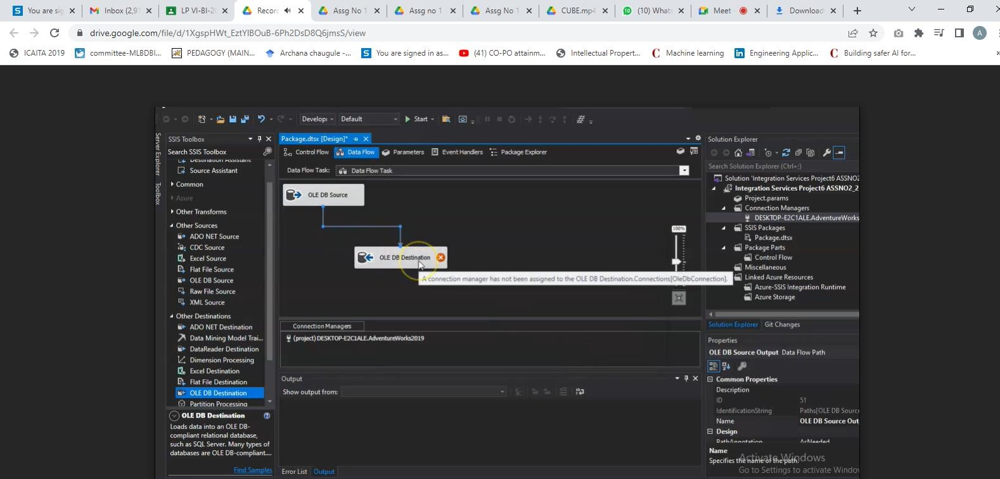 You are sig
Inbox (2,91
LP VI-BI-20
Recor
Assg No 1
Assg no 1
Assg No 1
CUBE.mp4
(10) Whats
Meet
Download
drive.google.com/file/d/1XgspHWt_EztYlBOuB-6Ph2DsD8Q6jmsS/view
A
ICAITA 2019
committee-MLBDBI...
PEDAGOGY (MAIN...
Archana chaugule -...
You are signed in as...
(41) CO-PO attainm...
Intellectual Propert...
Machine learning
Engineering Applic...
Building safer AI for...
Developi
Default
Start
Server Explorer
Toolbox
SSIS Toolbox
Search SSIS Toolbox
Destination Assistant
Source Assistant
Common
Azure
Other Transforms
Other Sources
ADO NET Source
CDC Source
Excel Source
Flat File Source
OLE DB Source
Raw File Source
XML Source
Other Destinations
ADO NET Destination
Data Mining Model Trai...
DataReader Destination
Dimension Processing
Excel Destination
Flat File Destination
OLE DB Destination
Partition Processing
OLE DB Destination
Loads data into an OLE DB-
compliant relational database,
such as SQL Server. Many types of
databases are OLE DB-compliant....
Find Samples
Package.dtsx [Design]*
Control Flow
Data Flow
Parameters
Event Handlers
Package Explorer
Data Flow Task:
Data Flow Task
OLE DB Source
100%
OLE DB Destination
A connection manager has not been assigned to the OLE DB Destination.Connections[OleDbConnection].
Connection Managers
(project) DESKTOP-E2C1ALE.AdventureWorks2019
Output
Show output from:
Error List
Output
Solution Explorer
Search Solution Explorer (Ctrl+;)
Solution 'Integration Services Project6 ASSNO2
Integration Services Project6 ASSNO2_2
Project.params
Connection Managers
DESKTOP-E2C1ALE.AdventureWorks
SSIS Packages
Package.dtsx
Package Parts
Control Flow
Miscellaneous
Linked Azure Resources
Azure-SSIS Integration Runtime
Azure Storage
Solution Explorer
Git Changes
Properties
OLE DB Source Output Data Flow Path
Common Properties
Description
ID
51
IdentificationString
Paths[OLE DB Source
Name
OLE DB Source Out
Design
PathAnnotation
AsNeeded
Name
Specifies the name of the path.
Activate Windows
Go to Settings to activate Window